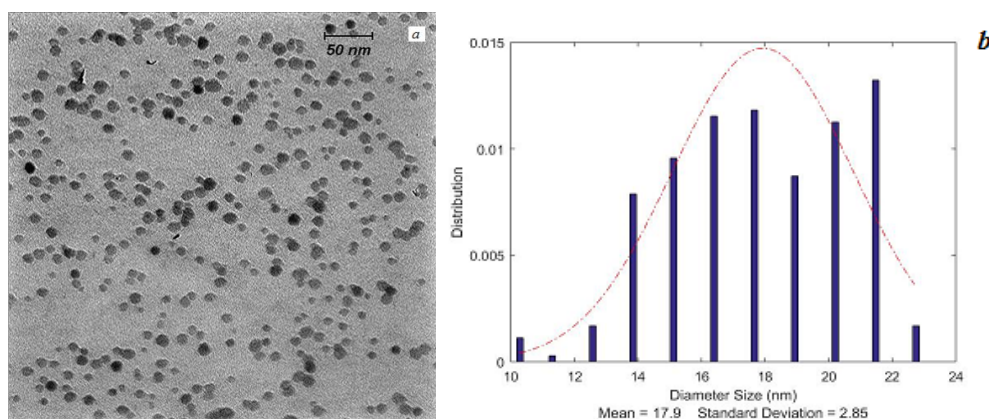 a
50 nm
b
0.015
0.01
0.005
0
10 12 14 16 18 20 22 24
Distribution
Diameter Size (nm)
Mean = 17.9 Standard Deviation = 2.85